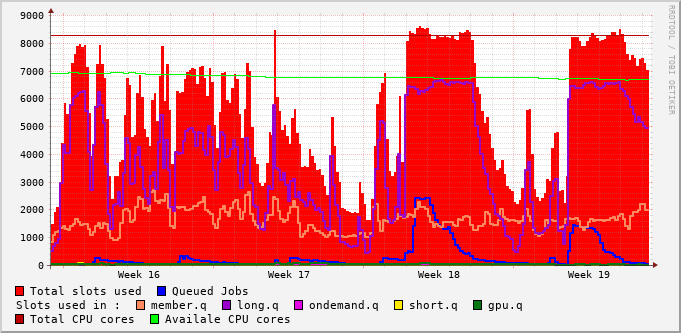 9000
8000
7000
6000
5000
4000
3000
2000
1000
0
Week 16 Week 17 Week 18 Week 19
RRDTOOL / TOBI OETIKER
Total slots used Queued Jobs
Slots used in : member.q long.q ondemand.q short.q gpu.q
Total CPU cores Availale CPU cores